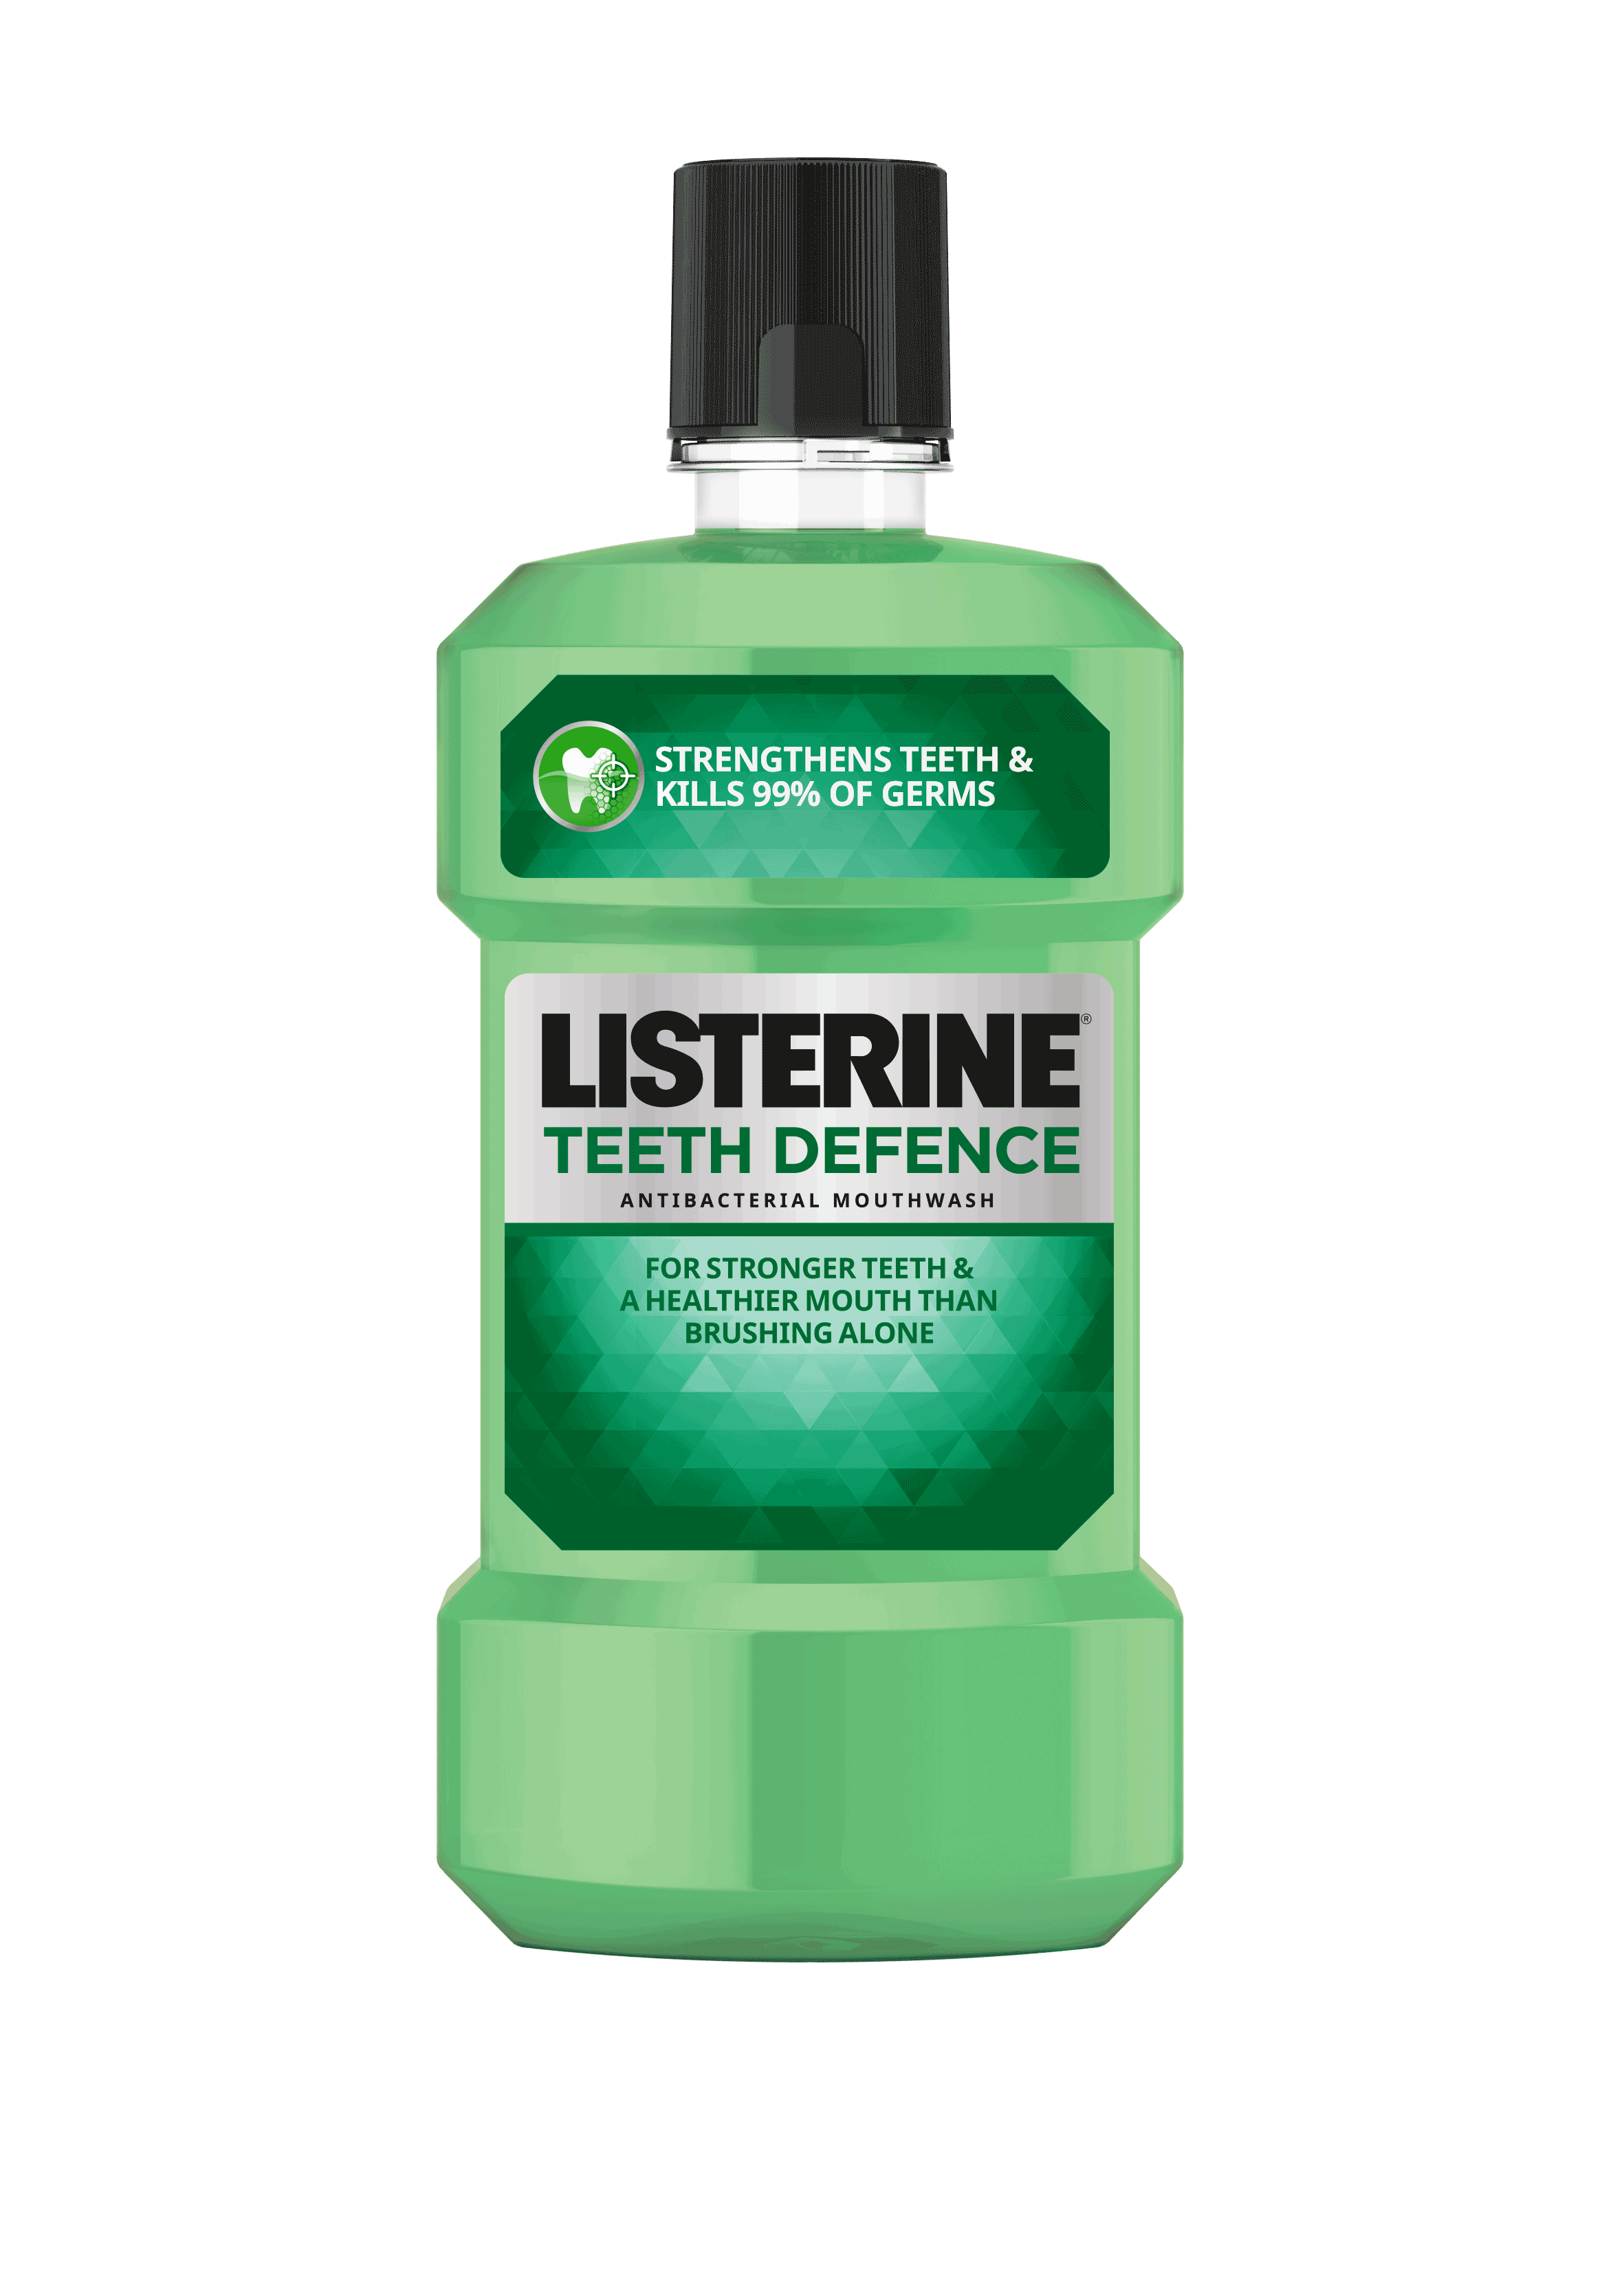 STRENGTHENS TEETH &
KILLS 99% OF GERMS
LISTERINE®
TEETH DEFENCE
ANTIBACTERIAL MOUTHWASH
FOR STRONGER TEETH &
A HEALTHIER MOUTH THAN
BRUSHING ALONE